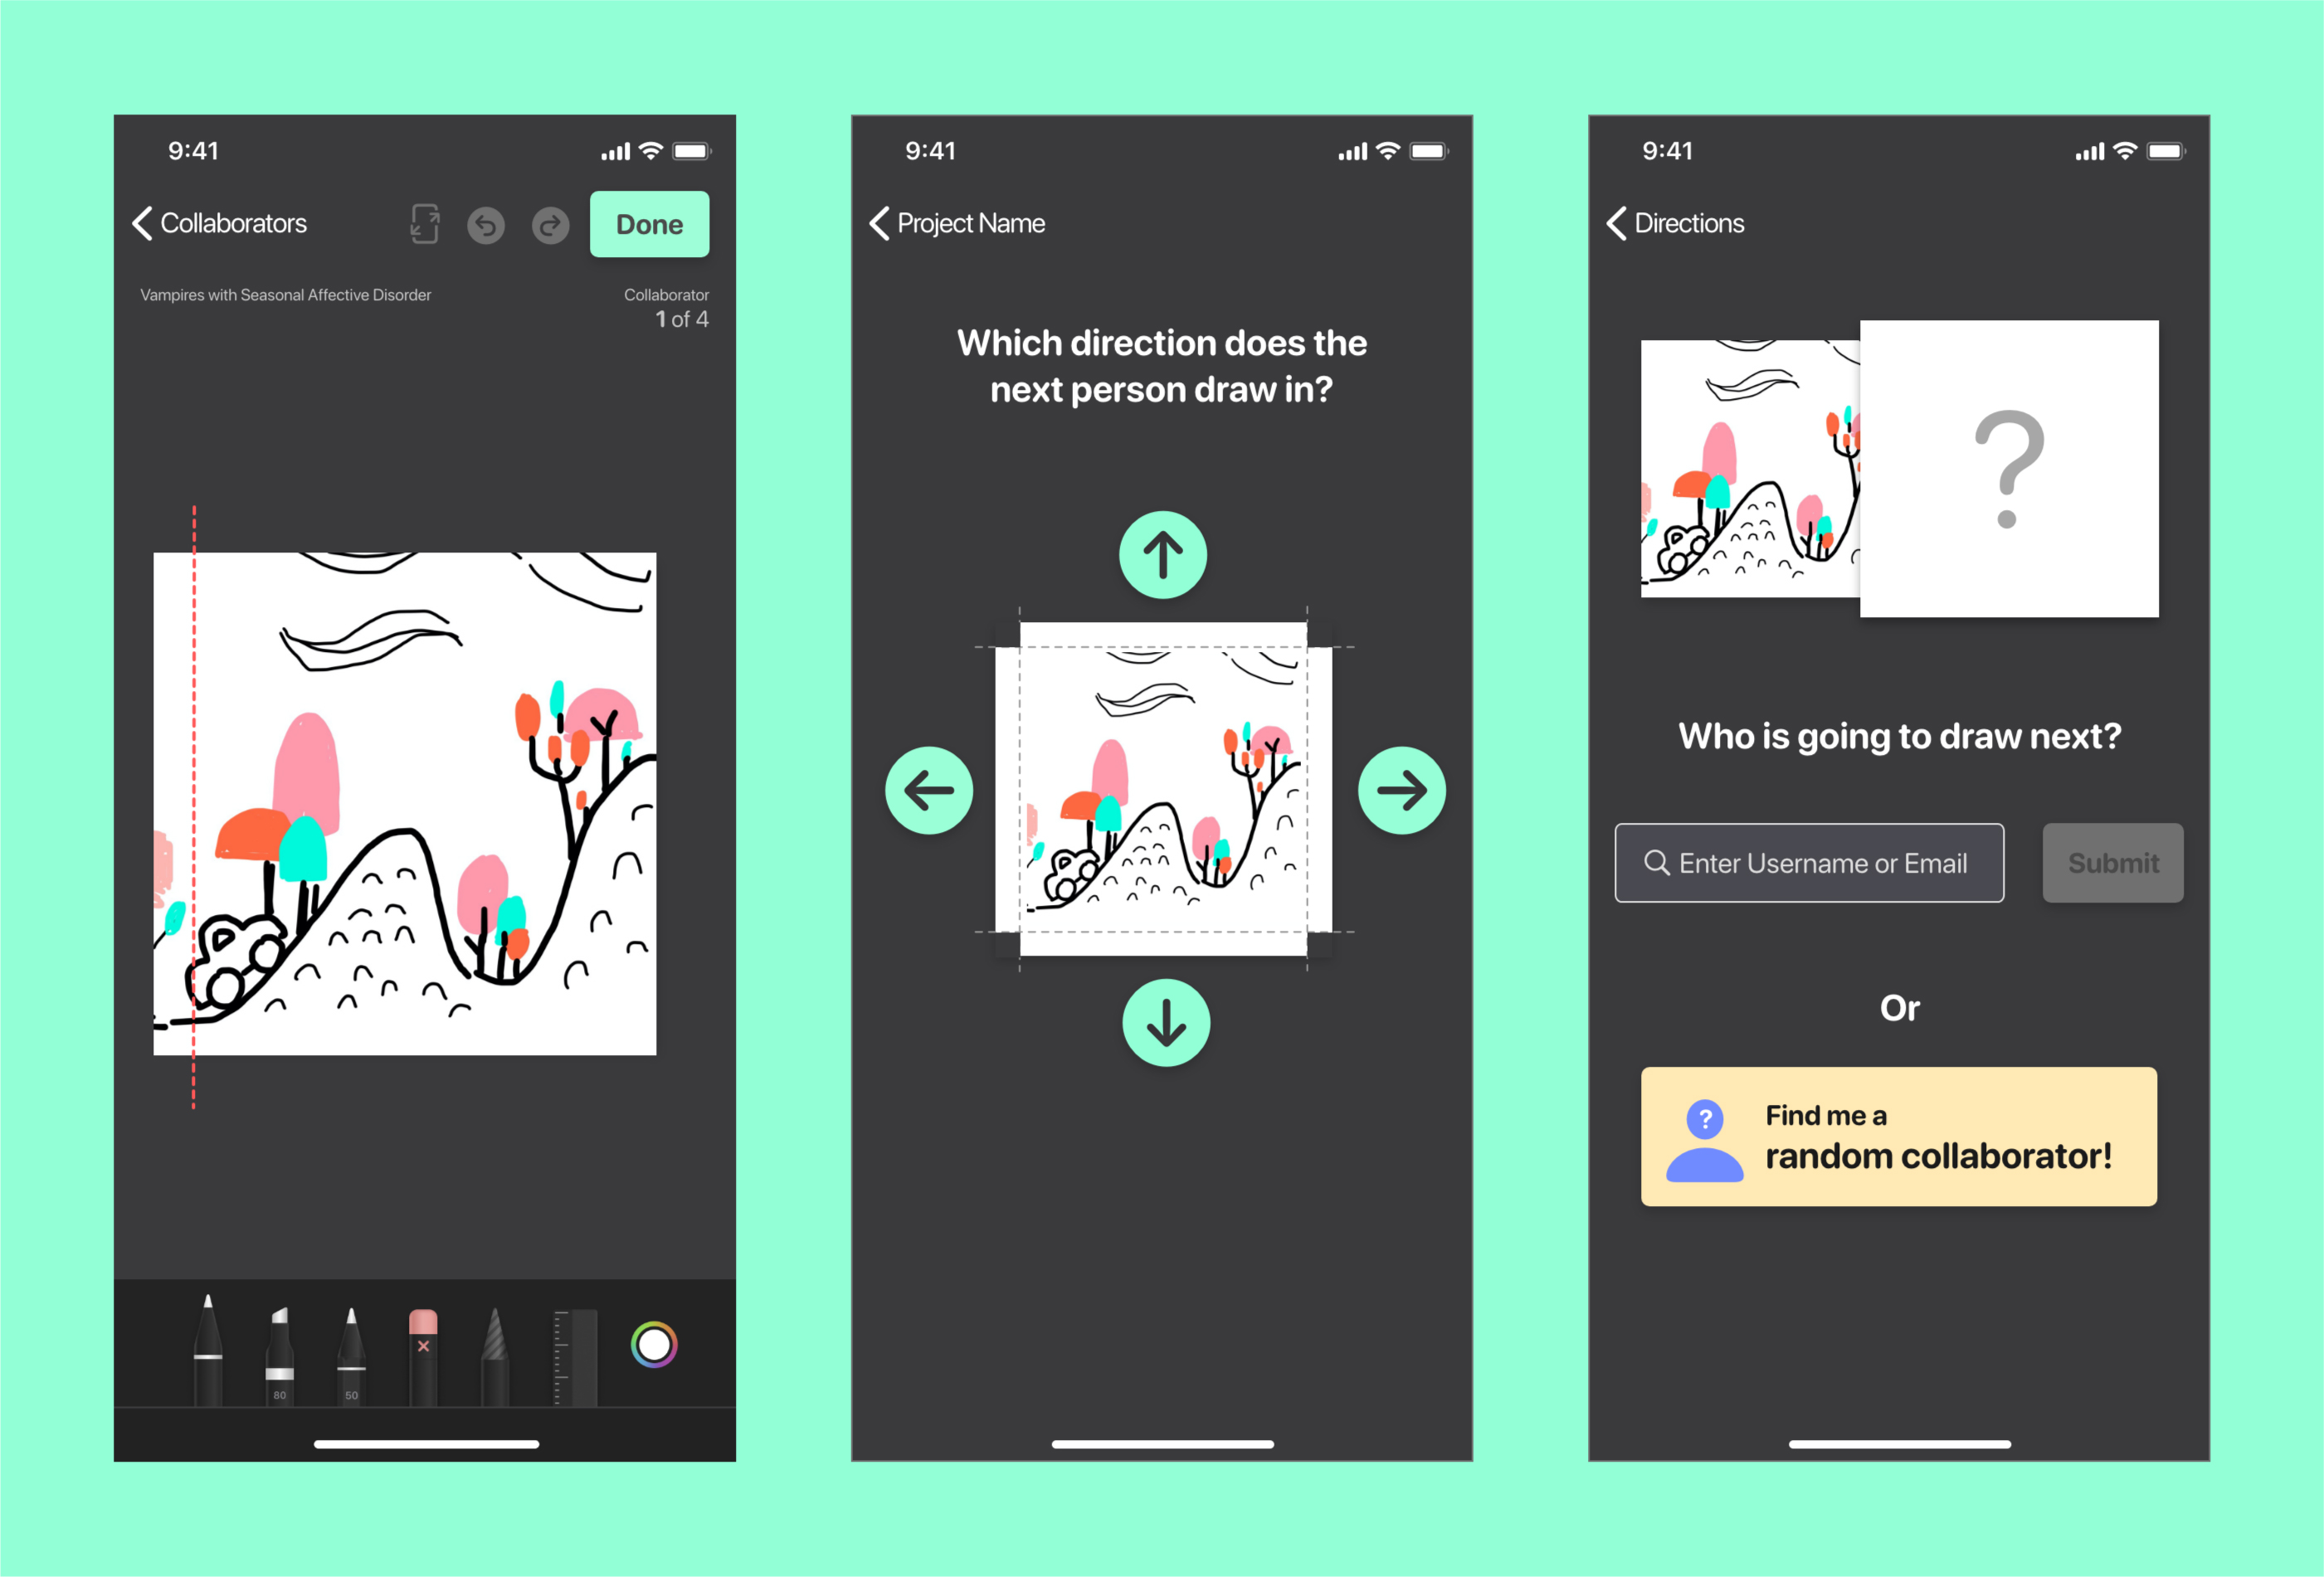 9:41
Collaborators
Done
Vampires with Seasonal Affective Disorder
Collaborator
1 of 4
80
50
9:41
Project Name
Which direction does the
next person draw in?
9:41
Directions
?
Who is going to draw next?
Enter Username or Email
Submit
Or
?
Find me a
random collaborator!